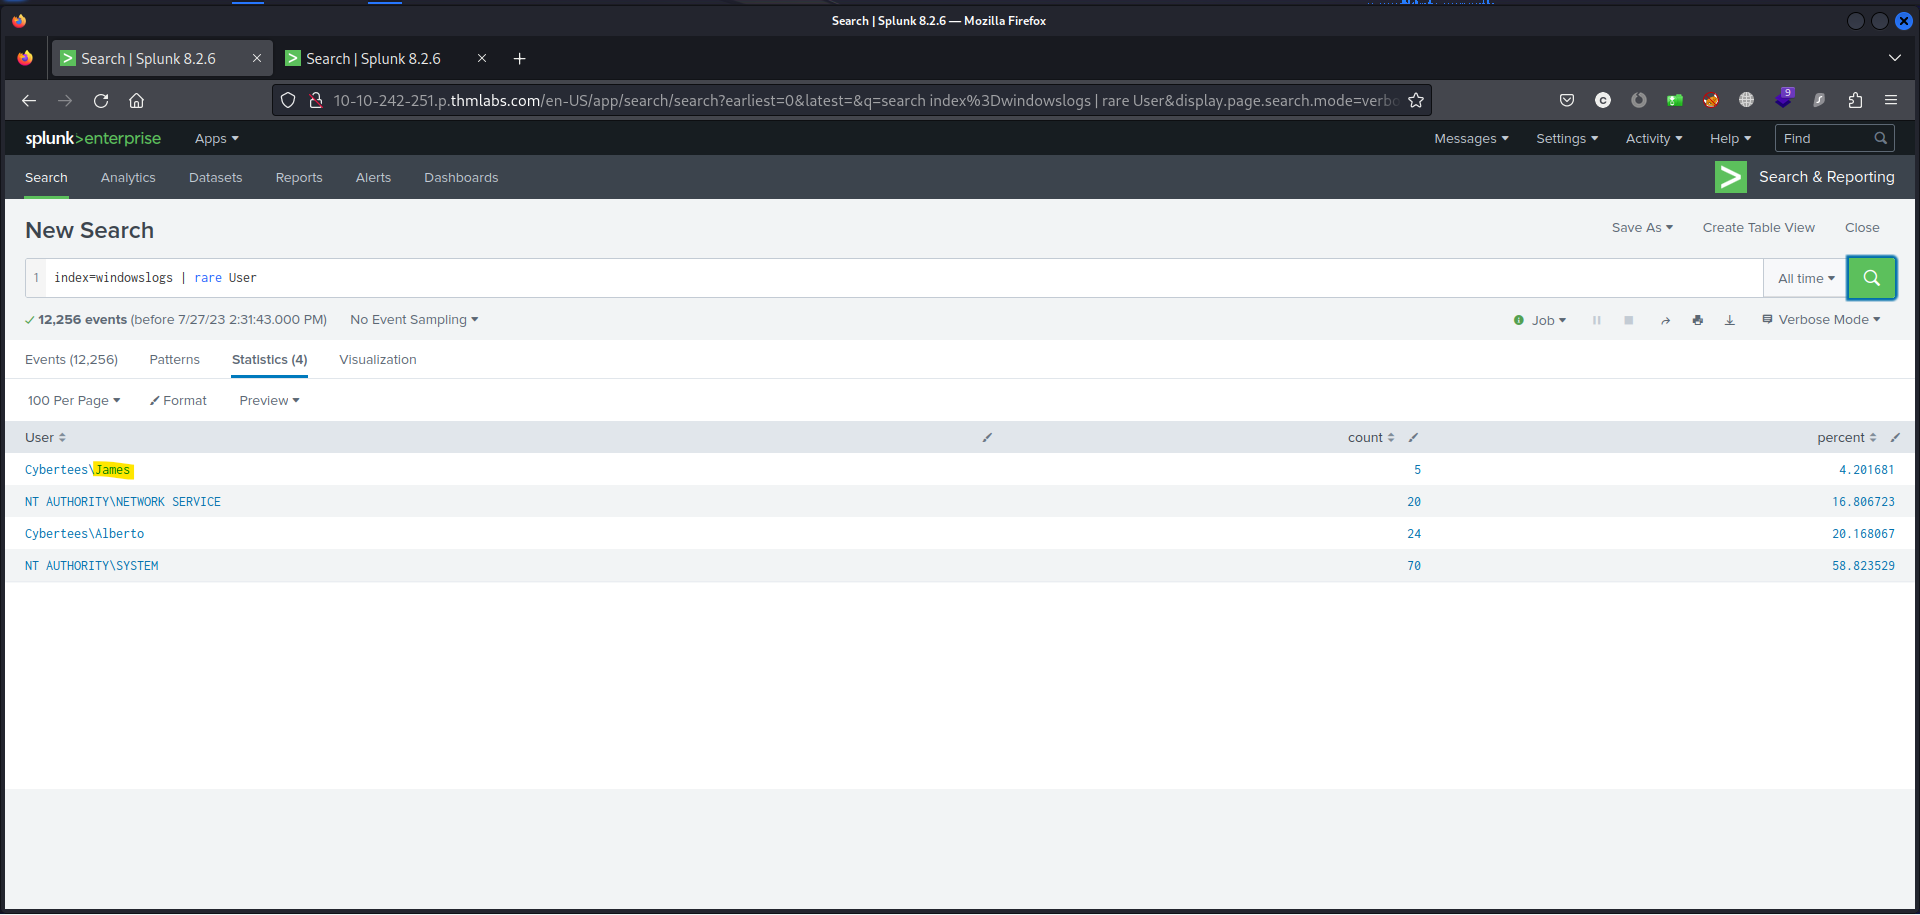 Search | Splunk 8.2.6 — Mozilla Firefox
Search | Splunk 8.2.6
Search | Splunk 8.2.6
10-10-242-251.p.thmlabs.com/en-US/app/search/search?earliest=0&latest=&q=search index%3Dwindowslogs | rare User&display.page.search.mode=verbo
9
splunk>enterprise Apps Messages Settings Activity Help Find
Search Analytics Datasets Reports Alerts Dashboards Search & Reporting
New Search Save As Create Table View Close
1 index=windowslogs | rare User All time
12,256 events (before 7/27/23 2:31:43.000 PM) No Event Sampling Job Verbose Mode
Events (12,256) Patterns Statistics (4) Visualization
100 Per Page Format Preview
User count percent
Cybertees\James 5 4.201681
NT AUTHORITY\NETWORK SERVICE 20 16.806723
Cybertees\Alberto 24 20.168067
NT AUTHORITY\SYSTEM 70 58.823529